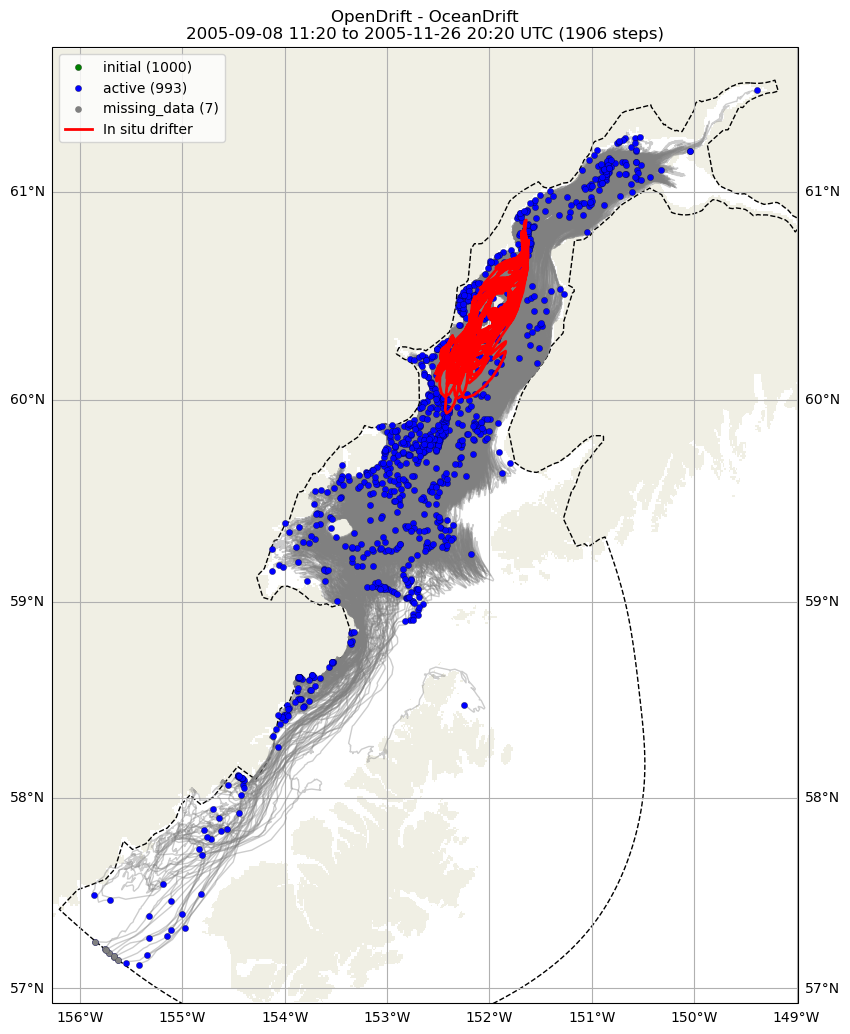 OpenDrift - OceanDrift
2005-09-08 11:20 to 2005-11-26 20:20 UTC (1906 steps)
initial (1000)
active (993)
missing_data (7)
In situ drifter
61°N 61°N
60°N 60°N
59°N 59°N
58°N 58°N
57°N 57°N
156°W 155°W 154°W 153°W 152°W 151°W 150°W 149°W